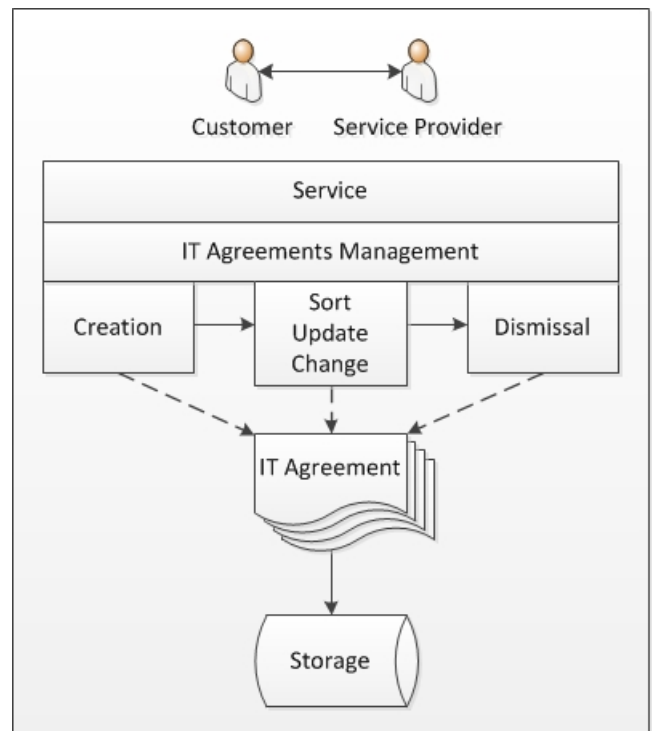 Customer
Service Provider
Service
IT Agreements Management
Creation
Sort
Update
Change
Dismissal
IT Agreement
Storage